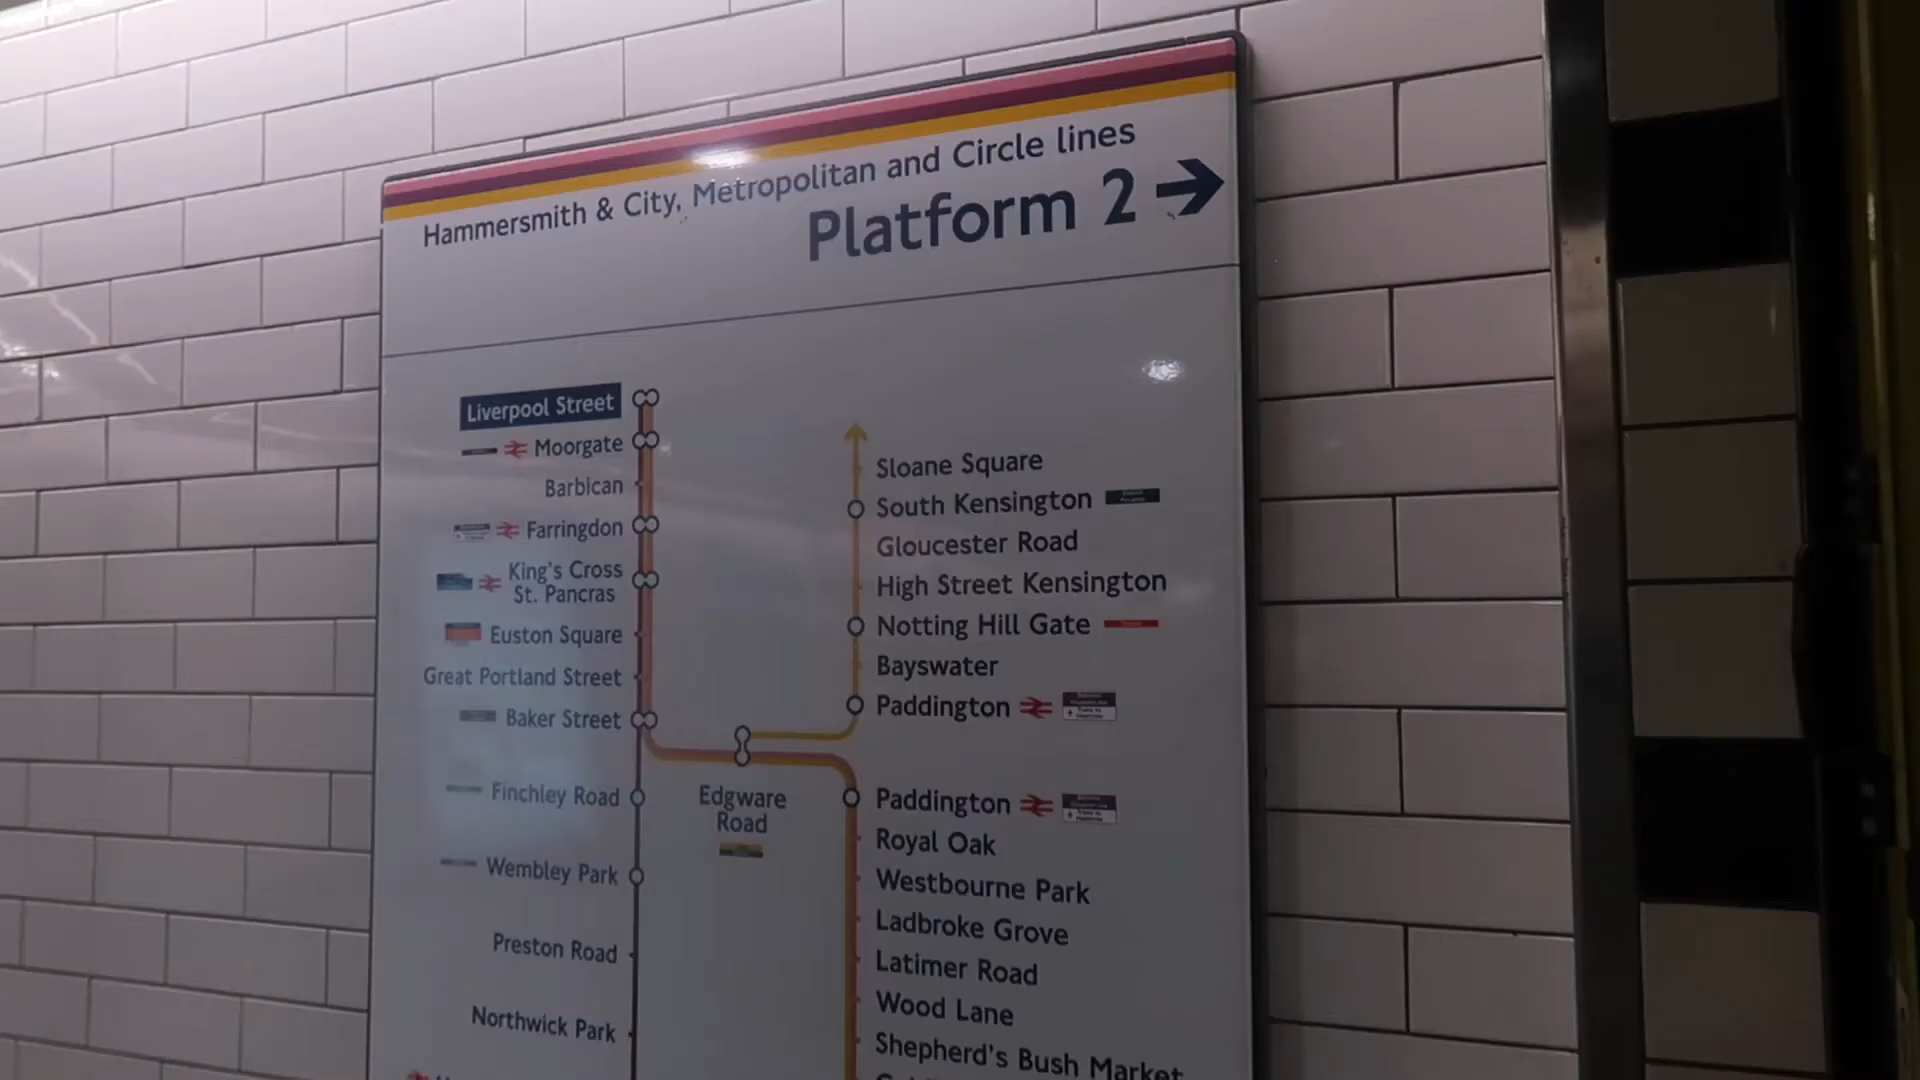 Hammersmith & City, Metropolitan and Circle lines
Platform 2 →
Liverpool Street
Moorgate
Barbican
Farringdon
King's Cross
St. Pancras
Euston Square
Great Portland Street
Baker Street
Finchley Road
Wembley Park
Preston Road
Northwick Park
Edgware
Road
Sloane Square
South Kensington
Gloucester Road
High Street Kensington
Notting Hill Gate
Bayswater
Paddington
Paddington
Royal Oak
Westbourne Park
Ladbroke Grove
Latimer Road
Wood Lane
Shepherd's Bush Market